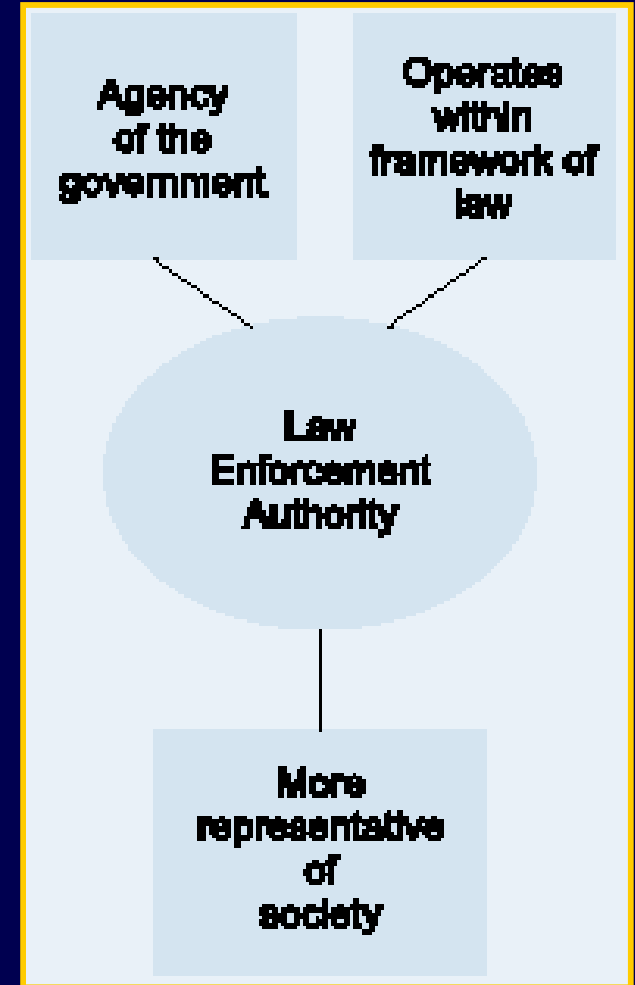 Agency
of the
government
Operates
within
framework of
law
Law
Enforcement
Authority
More
representative
of
society